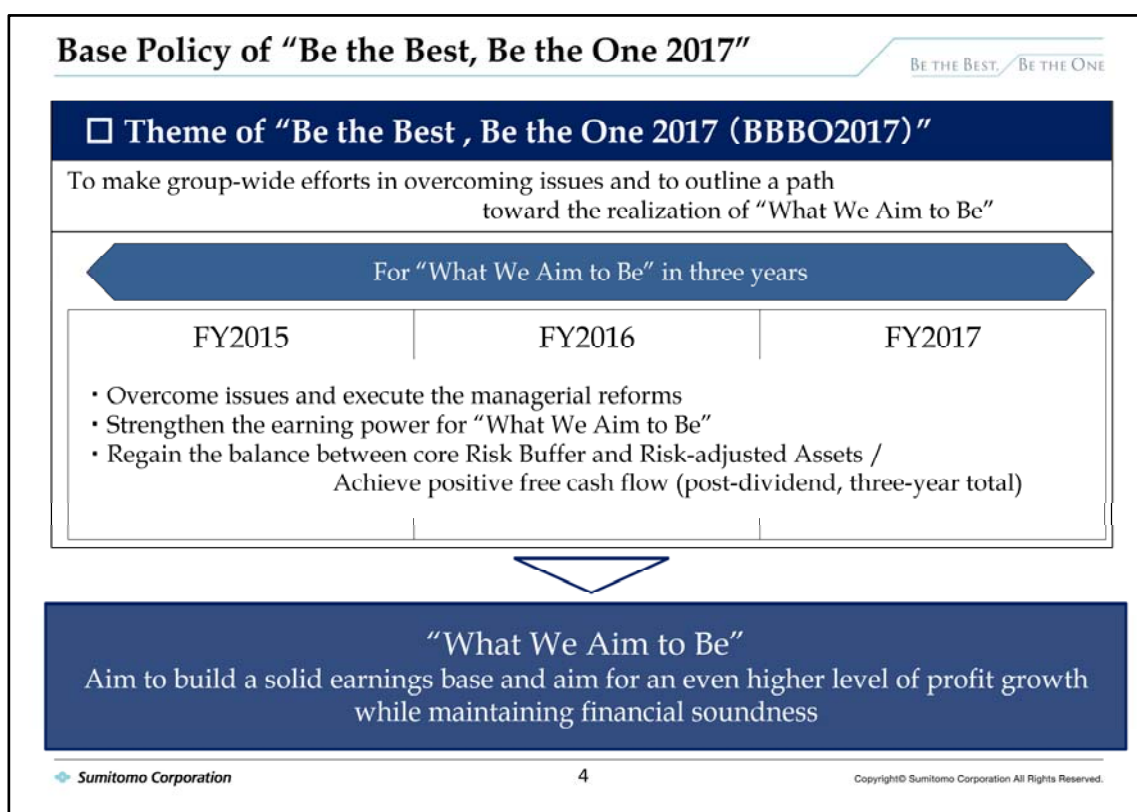 Base Policy of “Be the Best, Be the One 2017”
BE THE BEST, BE THE ONE
□ Theme of “Be the Best , Be the One 2017 (BBBO2017)”
To make group-wide efforts in overcoming issues and to outline a path
toward the realization of “What We Aim to Be”
For “What We Aim to Be” in three years
FY2015 FY2016 FY2017
・Overcome issues and execute the managerial reforms
・Strengthen the earning power for “What We Aim to Be”
・Regain the balance between core Risk Buffer and Risk-adjusted Assets /
Achieve positive free cash flow (post-dividend, three-year total)
“What We Aim to Be”
Aim to build a solid earnings base and aim for an even higher level of profit growth
while maintaining financial soundness
Sumitomo Corporation 4 Copyright© Sumitomo Corporation All Rights Reserved.